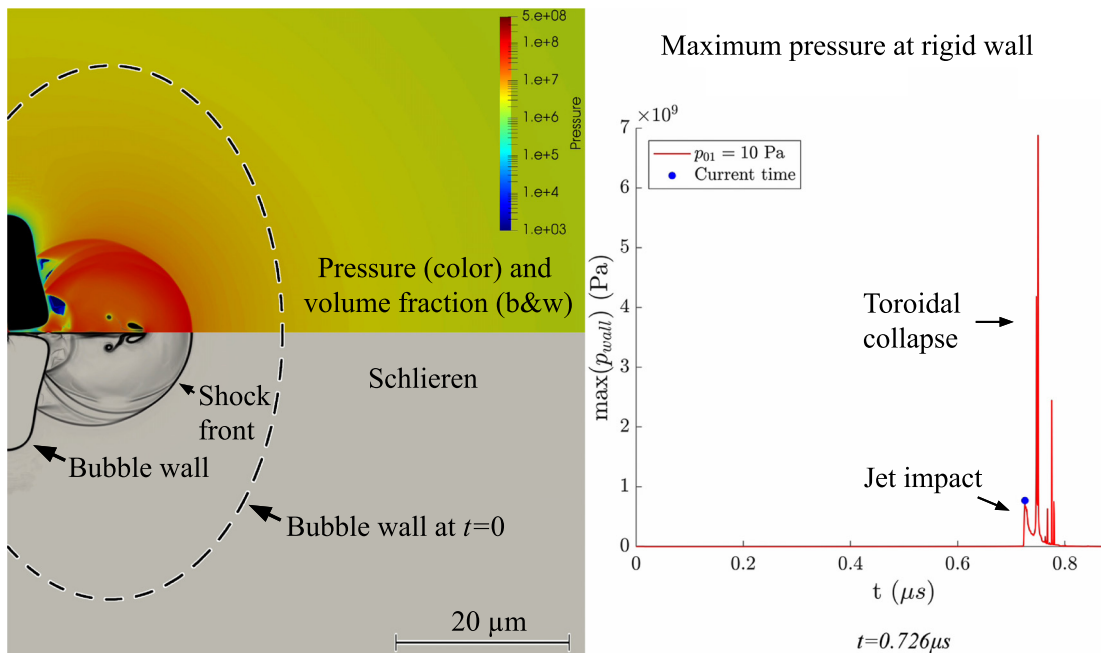 5.e+08
1.e+8
1.e+7
1.e+6
1.e+5
1.e+4
1.e+03
Pressure
Pressure (color) and
volume fraction (b&w)
Schlieren
Shock
front
Bubble wall
Bubble wall at t=0
20 µm
Maximum pressure at rigid wall
×10⁹
7
6
5
4
3
2
1
0
max(p_wall) (Pa)
p₀₁ = 10 Pa
Current time
Toroidal
collapse
Jet impact
0
0.2
0.4
0.6
0.8
t (µs)
t=0.726µs